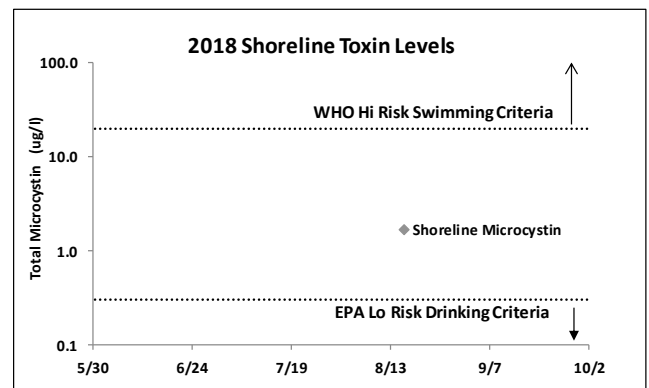 2018 Shoreline Toxin Levels
100.0
WHO Hi Risk Swimming Criteria
10.0
Total Microcystin (ug/l)
Shoreline Microcystin
1.0
EPA Lo Risk Drinking Criteria
0.1
5/30 6/24 7/19 8/13 9/7 10/2